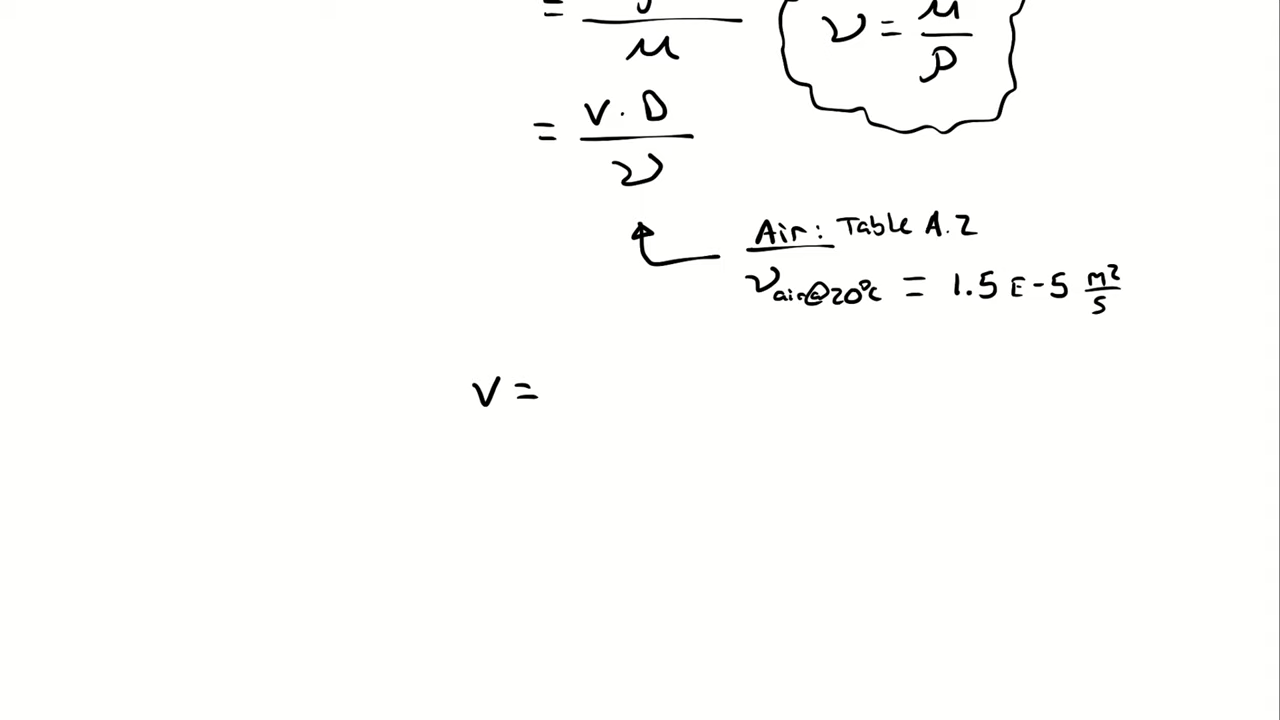 = / μ
ν = μ / ρ
= V · D / ν
Air: Table A.2
ν air@20°C = 1.5 E-5 m² / s
V =